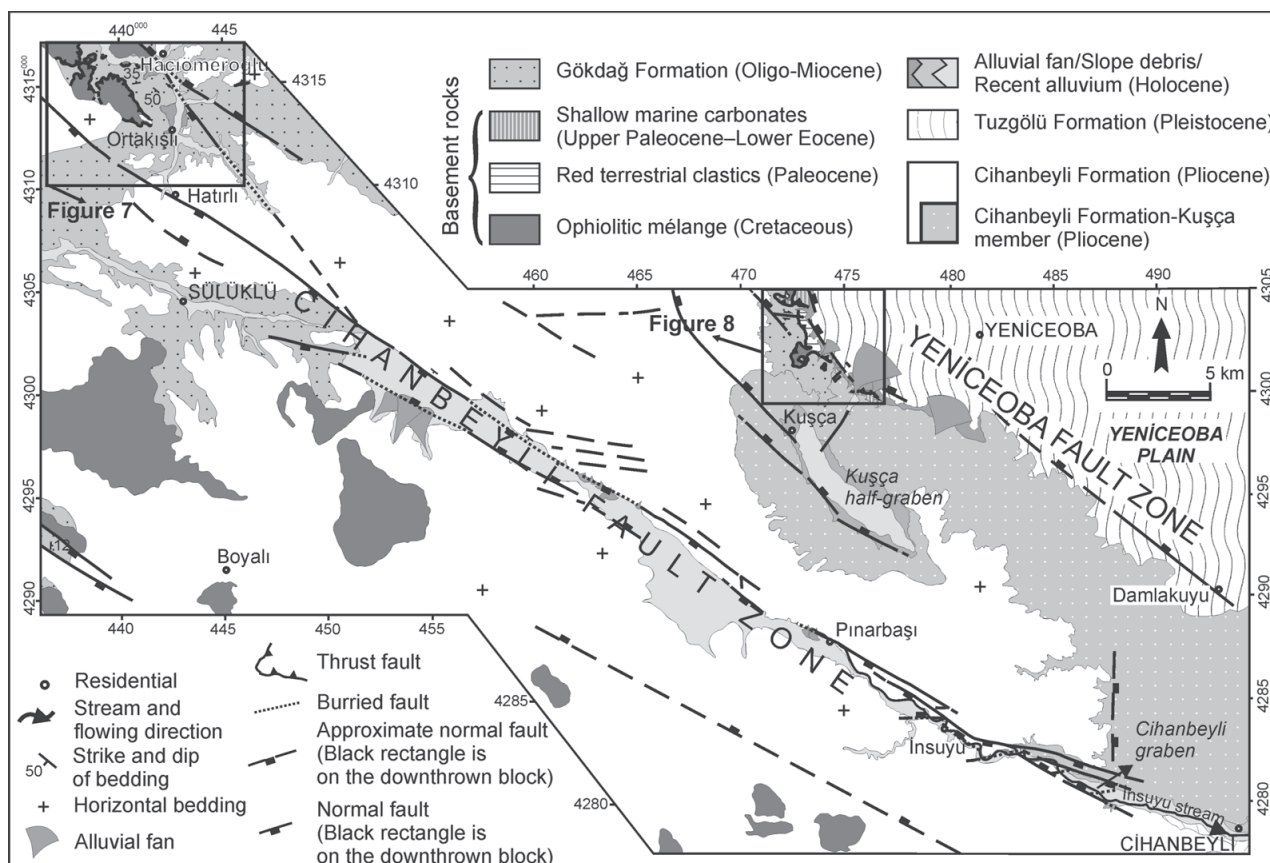 440⁰⁰⁰
445
4315⁰⁰⁰
4315
Hacıömeroğlu
35
50
Ortakışlı
4310
4310
Hatırlı
Figure 7
4305
SÜLÜKLÜ
4300
4295
12
Boyalı
4290
440
445
450
455
460
465
470
475
480
485
490
4305
4300
4295
4290
4285
4280
4285
4280
CİHANBEYLİ FAULT ZONE
Figure 8
YENİCEOBA
YENİCEOBA FAULT ZONE
YENİCEOBA
PLAIN
N
0
5 km
Kuşça
Kuşça
half-graben
Damlakuyu
Pınarbaşı
İnsuyu
Cihanbeyli
graben
İnsuyu stream
CİHANBEYLİ
Basement rocks
Gökdağ Formation (Oligo-Miocene)
Shallow marine carbonates
(Upper Paleocene–Lower Eocene)
Red terrestrial clastics (Paleocene)
Ophiolitic mélange (Cretaceous)
Alluvial fan/Slope debris/
Recent alluvium (Holocene)
Tuzgölü Formation (Pleistocene)
Cihanbeyli Formation (Pliocene)
Cihanbeyli Formation-Kuşça
member (Pliocene)
Residential
Stream and
flowing direction
50
Strike and dip
of bedding
Horizontal bedding
Alluvial fan
Thrust fault
Burried fault
Approximate normal fault
(Black rectangle is
on the downthrown block)
Normal fault
(Black rectangle is
on the downthrown block)